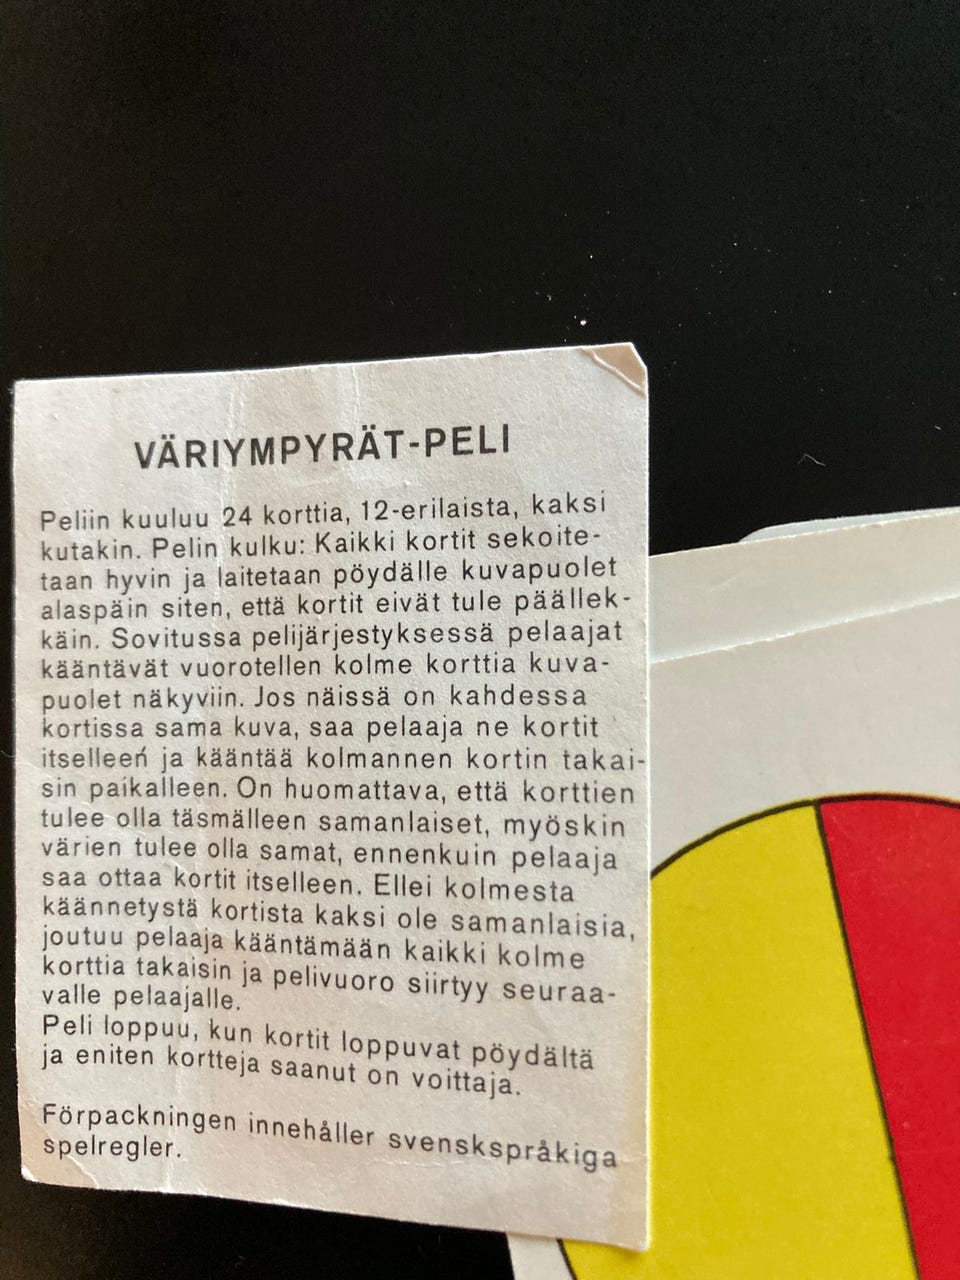 VÄRIYMPYRÄT-PELI
Peliin kuuluu 24 korttia, 12-erilaista, kaksi
kutakin. Pelin kulku: Kaikki kortit sekoite-
taan hyvin ja laitetaan pöydälle kuvapuolet
alaspäin siten, että kortit eivät tule päällek-
käin. Sovitussa pelijärjestyksessä pelaajat
kääntävät vuorotellen kolme korttia kuva-
puolet näkyviin. Jos näissä on kahdessa
kortissa sama kuva, saa pelaaja ne kortit
itselleen ja kääntää kolmannen kortin takai-
sin paikalleen. On huomattava, että korttien
tulee olla täsmälleen samanlaiset, myöskin
värien tulee olla samat, ennenkuin pelaaja
saa ottaa kortit itselleen. Ellei kolmesta
käännetystä kortista kaksi ole samanlaisia,
joutuu pelaaja kääntämään kaikki kolme
korttia takaisin ja pelivuoro siirtyy seuraa-
valle pelaajalle.
Peli loppuu, kun kortit loppuvat pöydältä
ja eniten kortteja saanut on voittaja.
Förpackningen innehåller svenskspråkiga
spelregler.